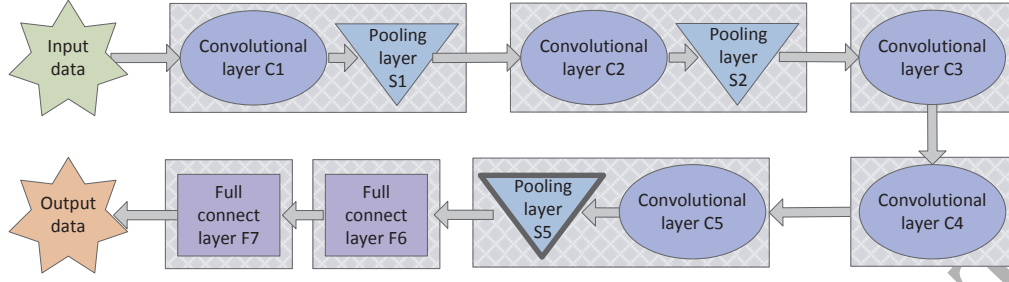 Input
data
Convolutional
layer C1
Pooling
layer
S1
Convolutional
layer C2
Pooling
layer
S2
Convolutional
layer C3
Convolutional
layer C4
Convolutional
layer C5
Pooling
layer
S5
Full
connect
layer F6
Full
connect
layer F7
Output
data